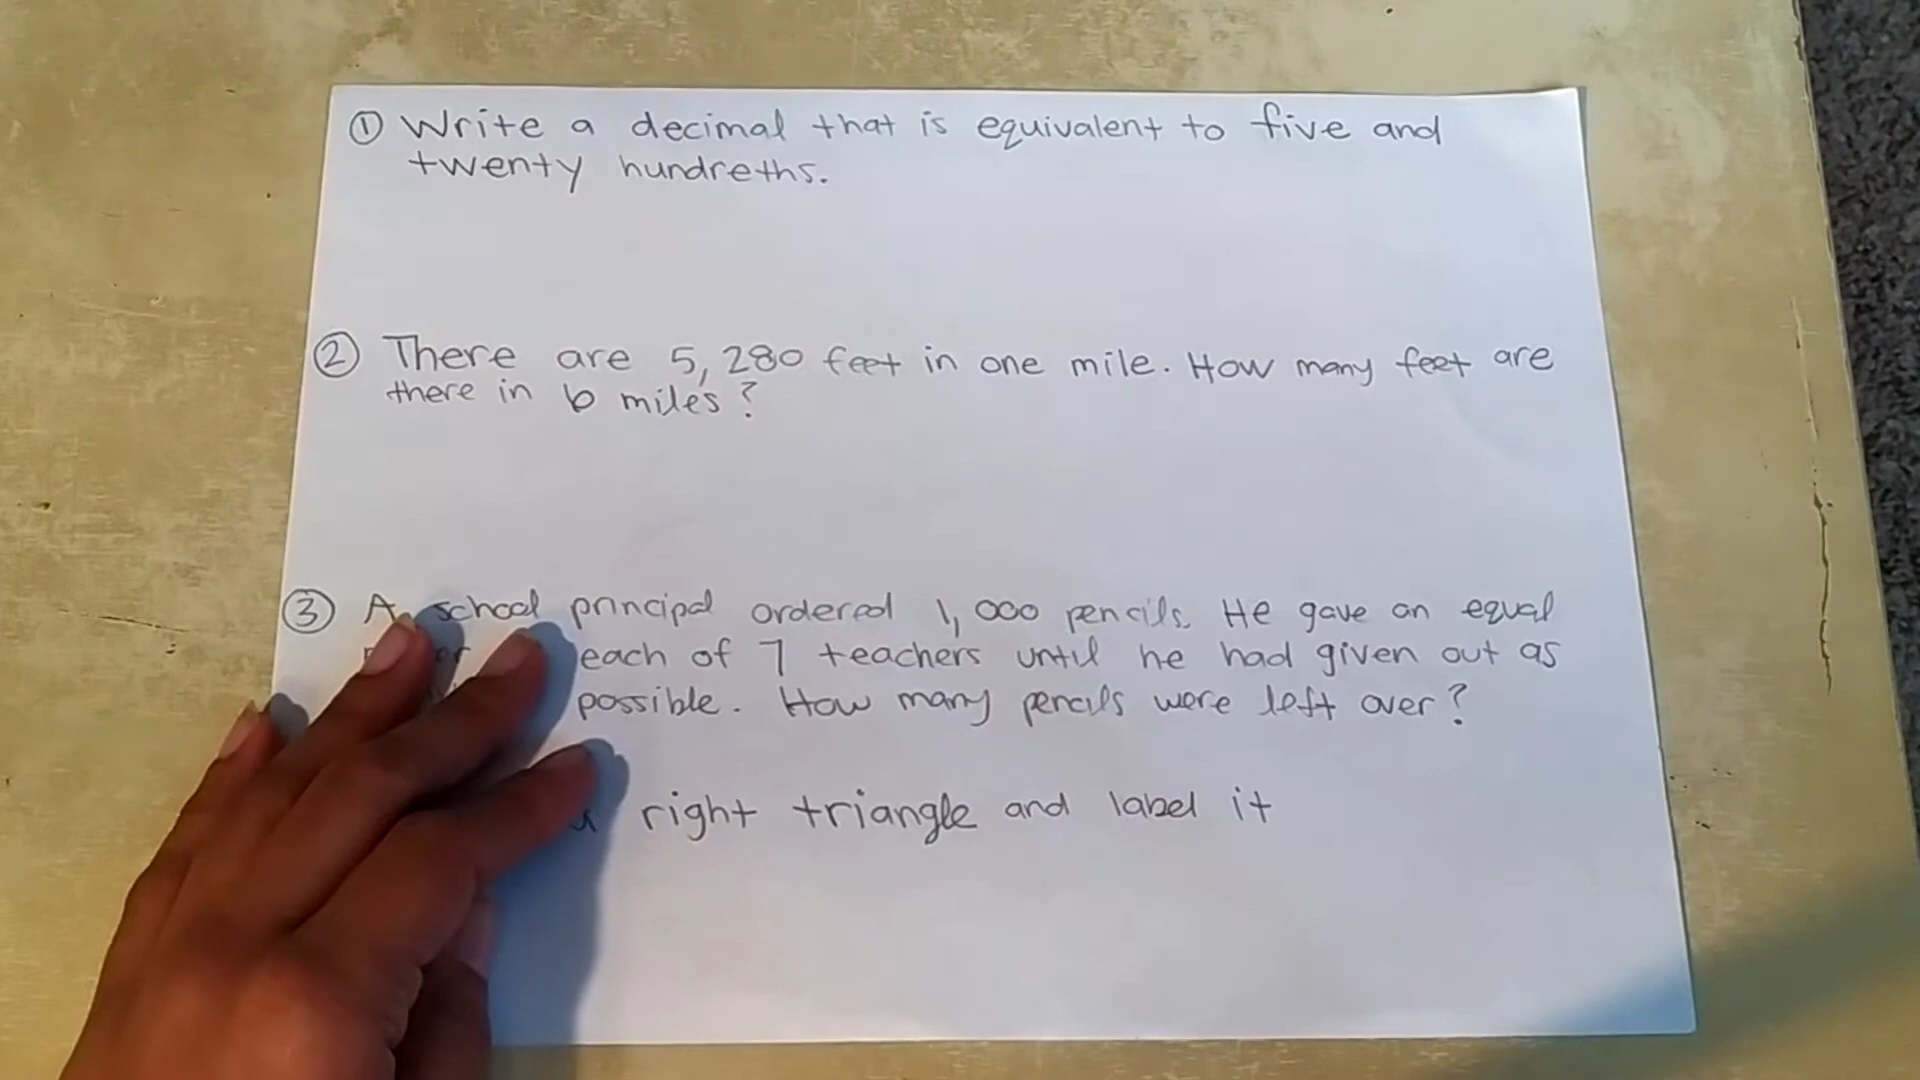 ① Write a decimal that is equivalent to five and
twenty hundreths.
② There are 5,280 feet in one mile. How many feet are
there in 6 miles?
③ A school principal ordered 1,000 pencils. He gave an equal
each of 7 teachers until he had given out as
possible. How many pencils were left over?
right triangle and label it